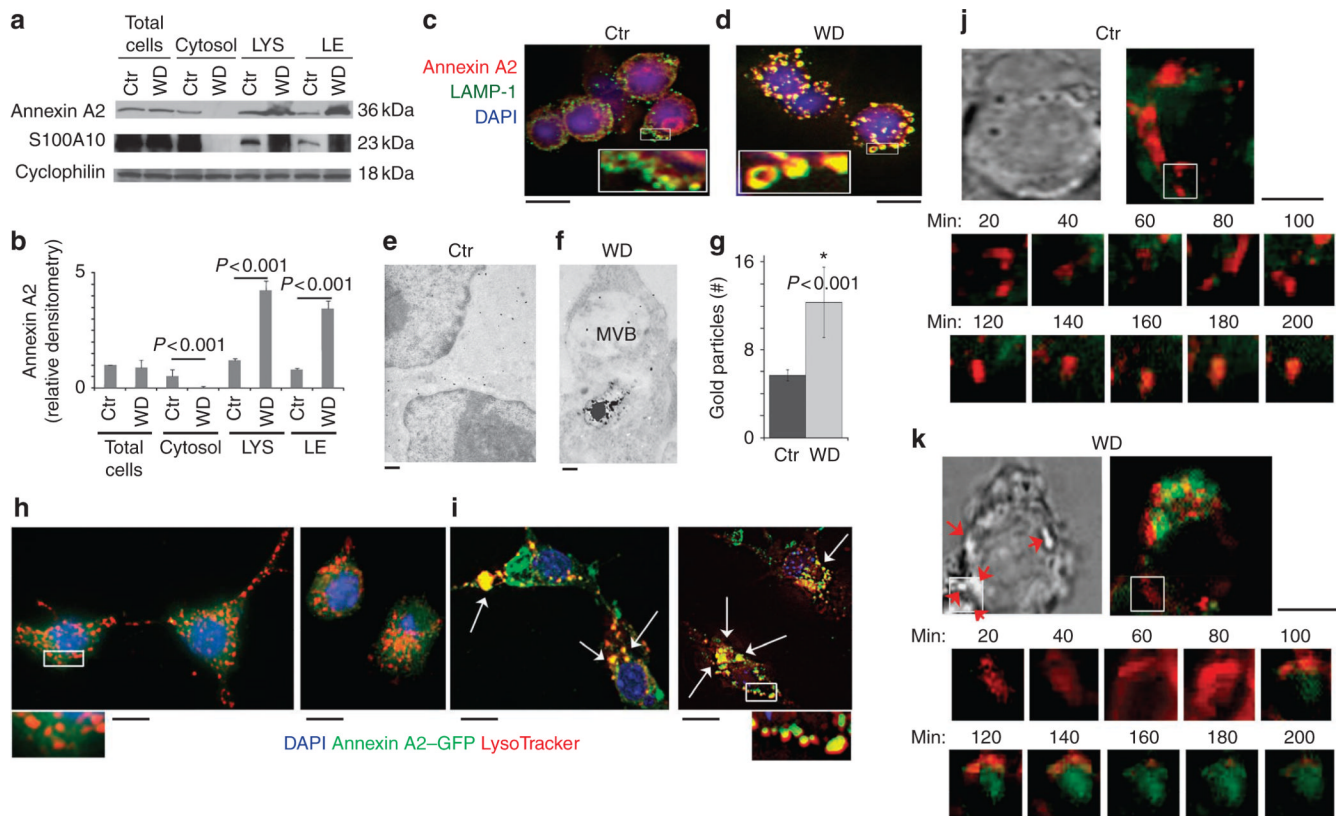 a
Total cells
Cytosol
LYS
LE
Ctr
WD
Ctr
WD
Ctr
WD
Ctr
WD
Annexin A2
36 kDa
S100A10
23 kDa
Cyclophilin
18 kDa
b
Annexin A2
(relative densitometry)
5
0
P < 0.001
P < 0.001
P < 0.001
Ctr
WD
Ctr
WD
Ctr
WD
Ctr
WD
Total cells
Cytosol
LYS
LE
c
Ctr
d
WD
Annexin A2
LAMP-1
DAPI
e
Ctr
f
WD
MVB
g
Gold particles (#)
16
12
6
0
*
P < 0.001
Ctr
WD
h
i
DAPI Annexin A2–GFP LysoTracker
j
Ctr
Min: 20 40 60 80 100
Min: 120 140 160 180 200
k
WD
Min: 20 40 60 80 100
Min: 120 140 160 180 200